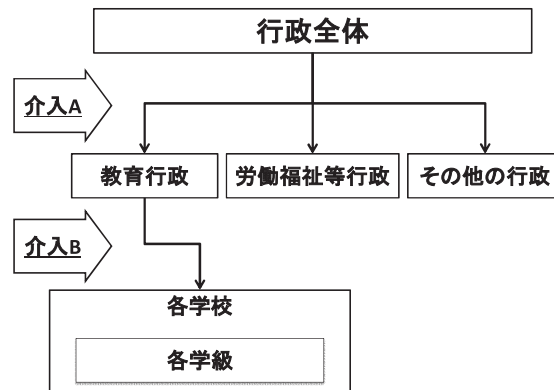 行政全体
介入A
教育行政
労働福祉等行政
その他の行政
介入B
各学校
各学級